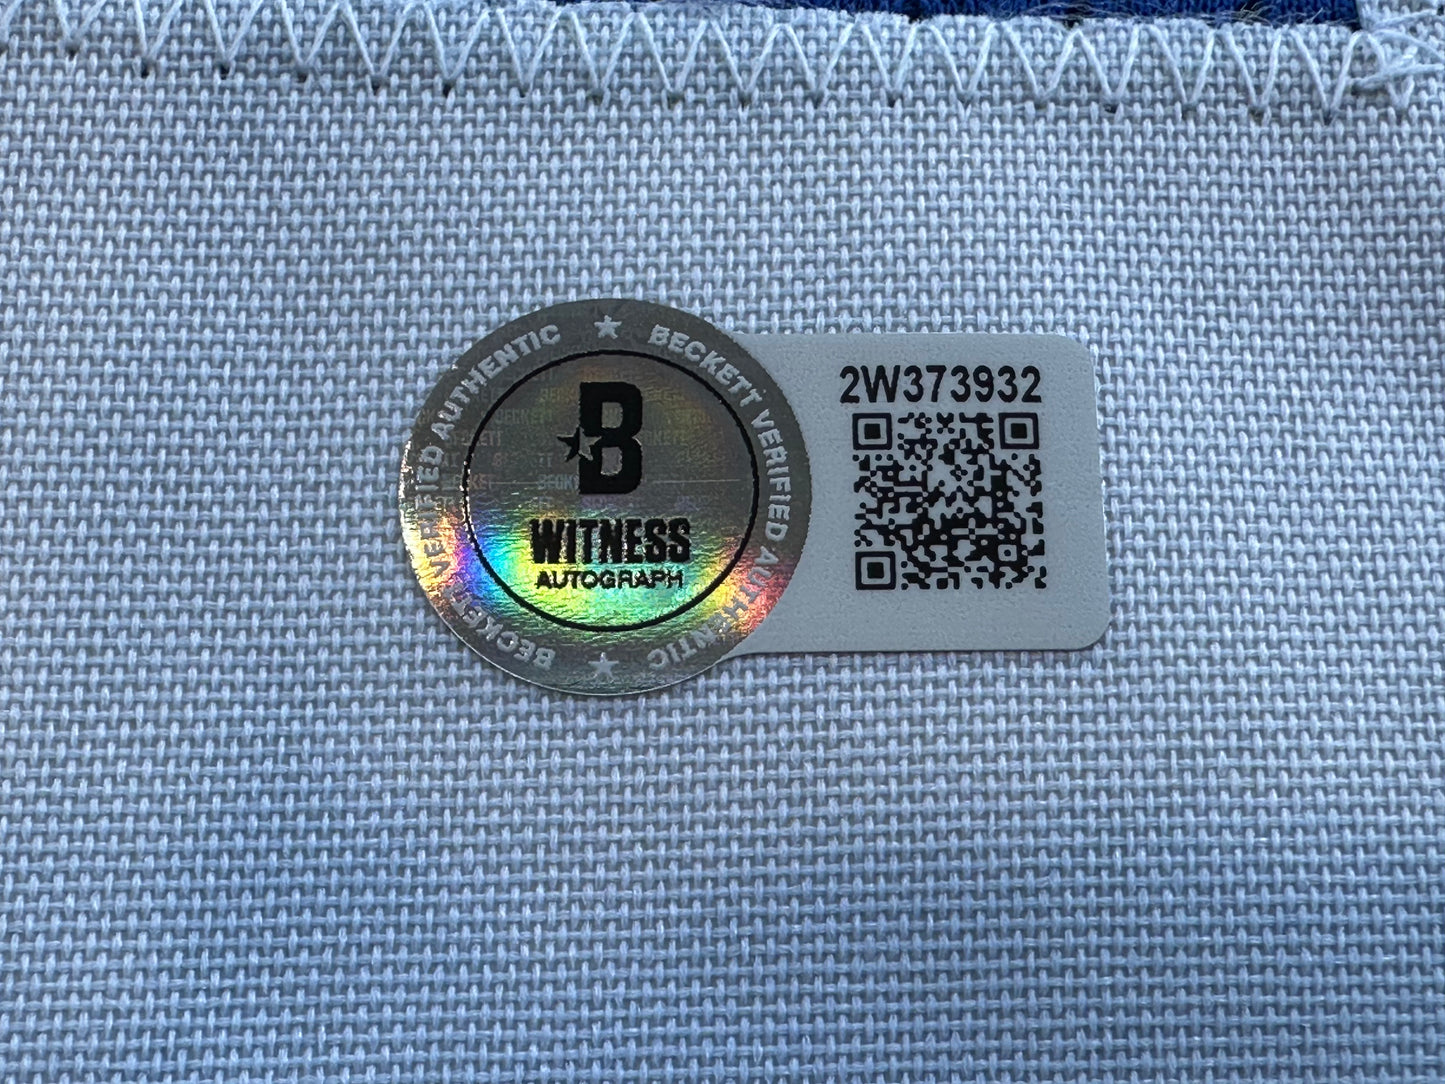 BECKETT VERIFIED AUTHENTIC ★ BECKETT VERIFIED AUTHENTIC ★
B
WITNESS
AUTOGRAPH
2W373932